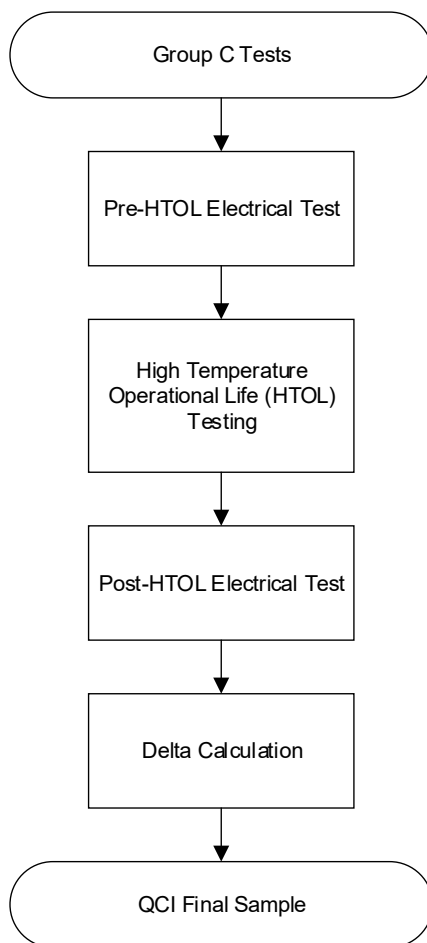 Group C Tests
Pre-HTOL Electrical Test
High Temperature
Operational Life (HTOL)
Testing
Post-HTOL Electrical Test
Delta Calculation
QCI Final Sample